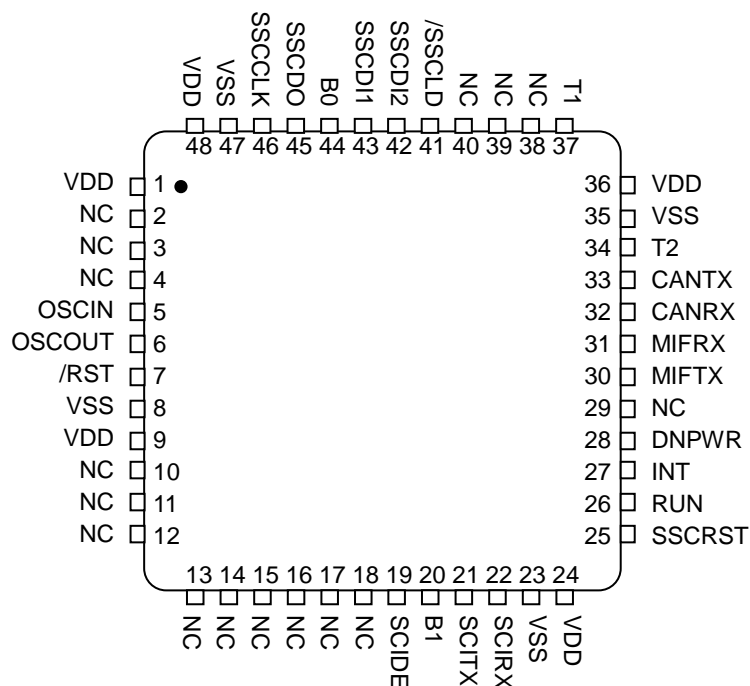 VDD
VSS
SSCCLK
SSCDO
B0
SSCDI1
SSCDI2
/SSCLD
NC
NC
NC
T1
48 47 46 45 44 43 42 41 40 39 38 37
VDD 1
NC 2
NC 3
NC 4
OSCIN 5
OSCOUT 6
/RST 7
VSS 8
VDD 9
NC 10
NC 11
NC 12
36 VDD
35 VSS
34 T2
33 CANTX
32 CANRX
31 MIFRX
30 MIFTX
29 NC
28 DNPWR
27 INT
26 RUN
25 SSCRST
13 14 15 16 17 18 19 20 21 22 23 24
NC
NC
NC
NC
NC
NC
SCIDE
B1
SCITX
SCIRX
VSS
VDD